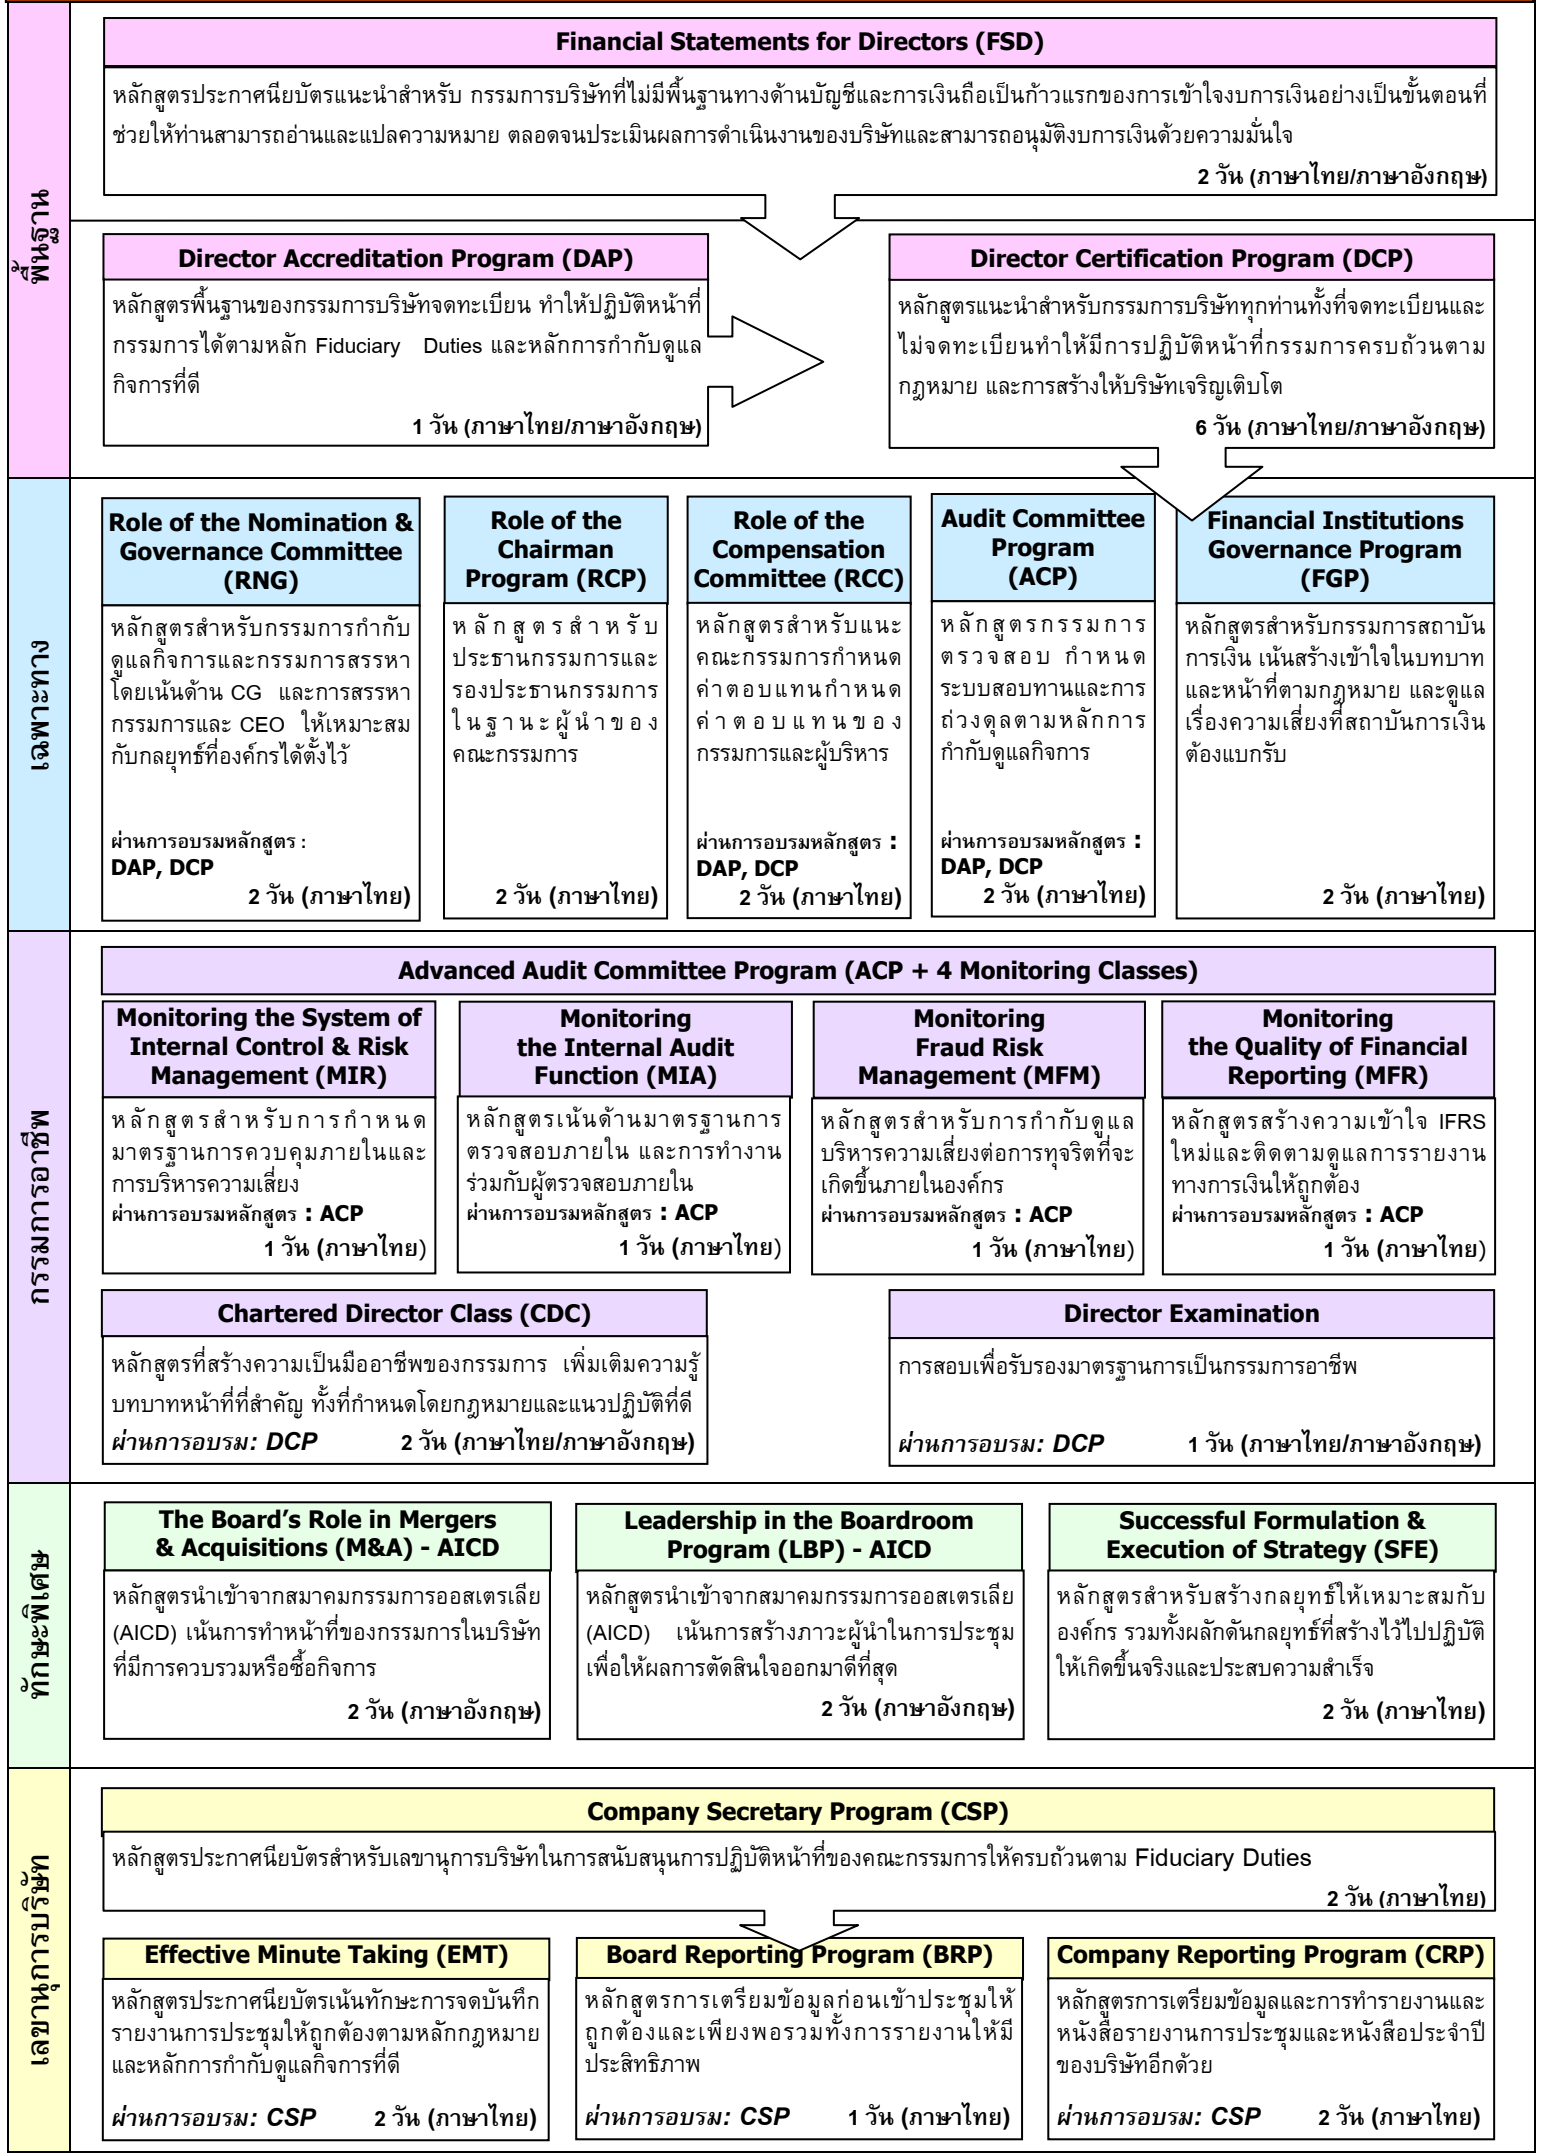 พื้นฐาน
Financial Statements for Directors (FSD)
หลักสูตรประกาศนียบัตรแนะนำสำหรับ กรรมการบริษัทที่ไม่มีพื้นฐานทางด้านบัญชีและการเงินถือเป็นก้าวแรกของการเข้าใจงบการเงินอย่างเป็นขั้นตอนที่
ช่วยให้ท่านสามารถอ่านและแปลความหมาย ตลอดจนประเมินผลการดำเนินงานของบริษัทและสามารถอนุมัติงบการเงินด้วยความมั่นใจ
2 วัน (ภาษาไทย/ภาษาอังกฤษ)
Director Accreditation Program (DAP)
หลักสูตรพื้นฐานของกรรมการบริษัทจดทะเบียน ทำให้ปฏิบัติหน้าที่
กรรมการได้ตามหลัก Fiduciary Duties และหลักการกำกับดูแล
กิจการที่ดี
1 วัน (ภาษาไทย/ภาษาอังกฤษ)
Director Certification Program (DCP)
หลักสูตรแนะนำสำหรับกรรมการบริษัททุกท่านทั้งที่จดทะเบียนและ
ไม่จดทะเบียนทำให้มีการปฏิบัติหน้าที่กรรมการครบถ้วนตาม
กฎหมาย และการสร้างให้บริษัทเจริญเติบโต
6 วัน (ภาษาไทย/ภาษาอังกฤษ)
เฉพาะทาง
Role of the Nomination &
Governance Committee
(RNG)
หลักสูตรสำหรับกรรมการกำกับ
ดูแลกิจการและกรรมการสรรหา
โดยเน้นด้าน CG และการสรรหา
กรรมการและ CEO ให้เหมาะสม
กับกลยุทธ์ที่องค์กรได้ตั้งไว้
ผ่านการอบรมหลักสูตร :
DAP, DCP
2 วัน (ภาษาไทย)
Role of the
Chairman
Program (RCP)
หลักสูตรสำหรับ
ประธานกรรมการและ
รองประธานกรรมการ
ในฐานะผู้นำของ
คณะกรรมการ
2 วัน (ภาษาไทย)
Role of the
Compensation
Committee (RCC)
หลักสูตรสำหรับแนะ
คณะกรรมการกำหนด
ค่าตอบแทนกำหนด
ค่าตอบแทนของ
กรรมการและผู้บริหาร
ผ่านการอบรมหลักสูตร :
DAP, DCP
2 วัน (ภาษาไทย)
Audit Committee
Program
(ACP)
หลักสูตรกรรมการ
ตรวจสอบ กำหนด
ระบบสอบทานและการ
ถ่วงดุลตามหลักการ
กำกับดูแลกิจการ
ผ่านการอบรมหลักสูตร :
DAP, DCP
2 วัน (ภาษาไทย)
Financial Institutions
Governance Program
(FGP)
หลักสูตรสำหรับกรรมการสถาบัน
การเงิน เน้นสร้างเข้าใจในบทบาท
และหน้าที่ตามกฎหมาย และดูแล
เรื่องความเสี่ยงที่สถาบันการเงิน
ต้องแบกรับ
2 วัน (ภาษาไทย)
กรรมการอาชีพ
Advanced Audit Committee Program (ACP + 4 Monitoring Classes)
Monitoring the System of
Internal Control & Risk
Management (MIR)
หลักสูตรสำหรับการกำหนด
มาตรฐานการควบคุมภายในและ
การบริหารความเสี่ยง
ผ่านการอบรมหลักสูตร : ACP
1 วัน (ภาษาไทย)
Monitoring
the Internal Audit
Function (MIA)
หลักสูตรเน้นด้านมาตรฐานการ
ตรวจสอบภายใน และการทำงาน
ร่วมกับผู้ตรวจสอบภายใน
ผ่านการอบรมหลักสูตร : ACP
1 วัน (ภาษาไทย)
Monitoring
Fraud Risk
Management (MFM)
หลักสูตรสำหรับการกำกับดูแล
บริหารความเสี่ยงต่อการทุจริตที่จะ
เกิดขึ้นภายในองค์กร
ผ่านการอบรมหลักสูตร : ACP
1 วัน (ภาษาไทย)
Monitoring
the Quality of Financial
Reporting (MFR)
หลักสูตรสร้างความเข้าใจ IFRS
ใหม่และติดตามดูแลการรายงาน
ทางการเงินให้ถูกต้อง
ผ่านการอบรมหลักสูตร : ACP
1 วัน (ภาษาไทย)
Chartered Director Class (CDC)
หลักสูตรที่สร้างความเป็นมืออาชีพของกรรมการ เพิ่มเติมความรู้
บทบาทหน้าที่ที่สำคัญ ทั้งที่กำหนดโดยกฎหมายและแนวปฏิบัติที่ดี
ผ่านการอบรม: DCP 2 วัน (ภาษาไทย/ภาษาอังกฤษ)
Director Examination
การสอบเพื่อรับรองมาตรฐานการเป็นกรรมการอาชีพ
ผ่านการอบรม: DCP 1 วัน (ภาษาไทย/ภาษาอังกฤษ)
ทักษะพิเศษ
The Board’s Role in Mergers
& Acquisitions (M&A) - AICD
หลักสูตรนำเข้าจากสมาคมกรรมการออสเตรเลีย
(AICD) เน้นการทำหน้าที่ของกรรมการในบริษัท
ที่มีการควบรวมหรือซื้อกิจการ
2 วัน (ภาษาอังกฤษ)
Leadership in the Boardroom
Program (LBP) - AICD
หลักสูตรนำเข้าจากสมาคมกรรมการออสเตรเลีย
(AICD) เน้นการสร้างภาวะผู้นำในการประชุม
เพื่อให้ผลการตัดสินใจออกมาดีที่สุด
2 วัน (ภาษาอังกฤษ)
Successful Formulation &
Execution of Strategy (SFE)
หลักสูตรสำหรับสร้างกลยุทธ์ให้เหมาะสมกับ
องค์กร รวมทั้งผลักดันกลยุทธ์ที่สร้างไว้ไปปฏิบัติ
ให้เกิดขึ้นจริงและประสบความสำเร็จ
2 วัน (ภาษาไทย)
เลขานุการบริษัท
Company Secretary Program (CSP)
หลักสูตรประกาศนียบัตรสำหรับเลขานุการบริษัทในการสนับสนุนการปฏิบัติหน้าที่ของคณะกรรมการให้ครบถ้วนตาม Fiduciary Duties
2 วัน (ภาษาไทย)
Effective Minute Taking (EMT)
หลักสูตรประกาศนียบัตรเน้นทักษะการจดบันทึก
รายงานการประชุมให้ถูกต้องตามหลักกฎหมาย
และหลักการกำกับดูแลกิจการที่ดี
ผ่านการอบรม: CSP 2 วัน (ภาษาไทย)
Board Reporting Program (BRP)
หลักสูตรการเตรียมข้อมูลก่อนเข้าประชุมให้
ถูกต้องและเพียงพอรวมทั้งการรายงานให้มี
ประสิทธิภาพ
ผ่านการอบรม: CSP 1 วัน (ภาษาไทย)
Company Reporting Program (CRP)
หลักสูตรการเตรียมข้อมูลและการทำรายงานและ
หนังสือรายงานการประชุมและหนังสือประจำปี
ของบริษัทอีกด้วย
ผ่านการอบรม: CSP 2 วัน (ภาษาไทย)